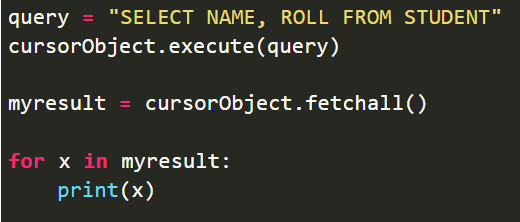 query = "SELECT NAME, ROLL FROM STUDENT"
cursorObject.execute(query)

myresult = cursorObject.fetchall()

for x in myresult:
    print(x)